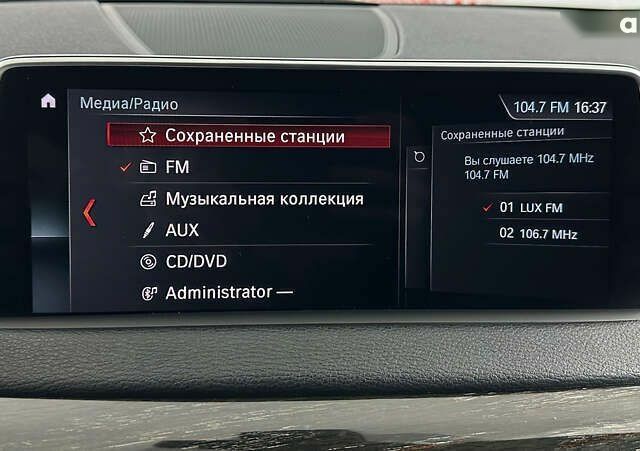 a
Медиа/Радио
104.7 FM 16:37
Сохраненные станции
FM
Музыкальная коллекция
AUX
CD/DVD
Administrator —
Сохраненные станции
Вы слушаете 104.7 MHz
104.7 FM
01 LUX FM
02 106.7 MHz